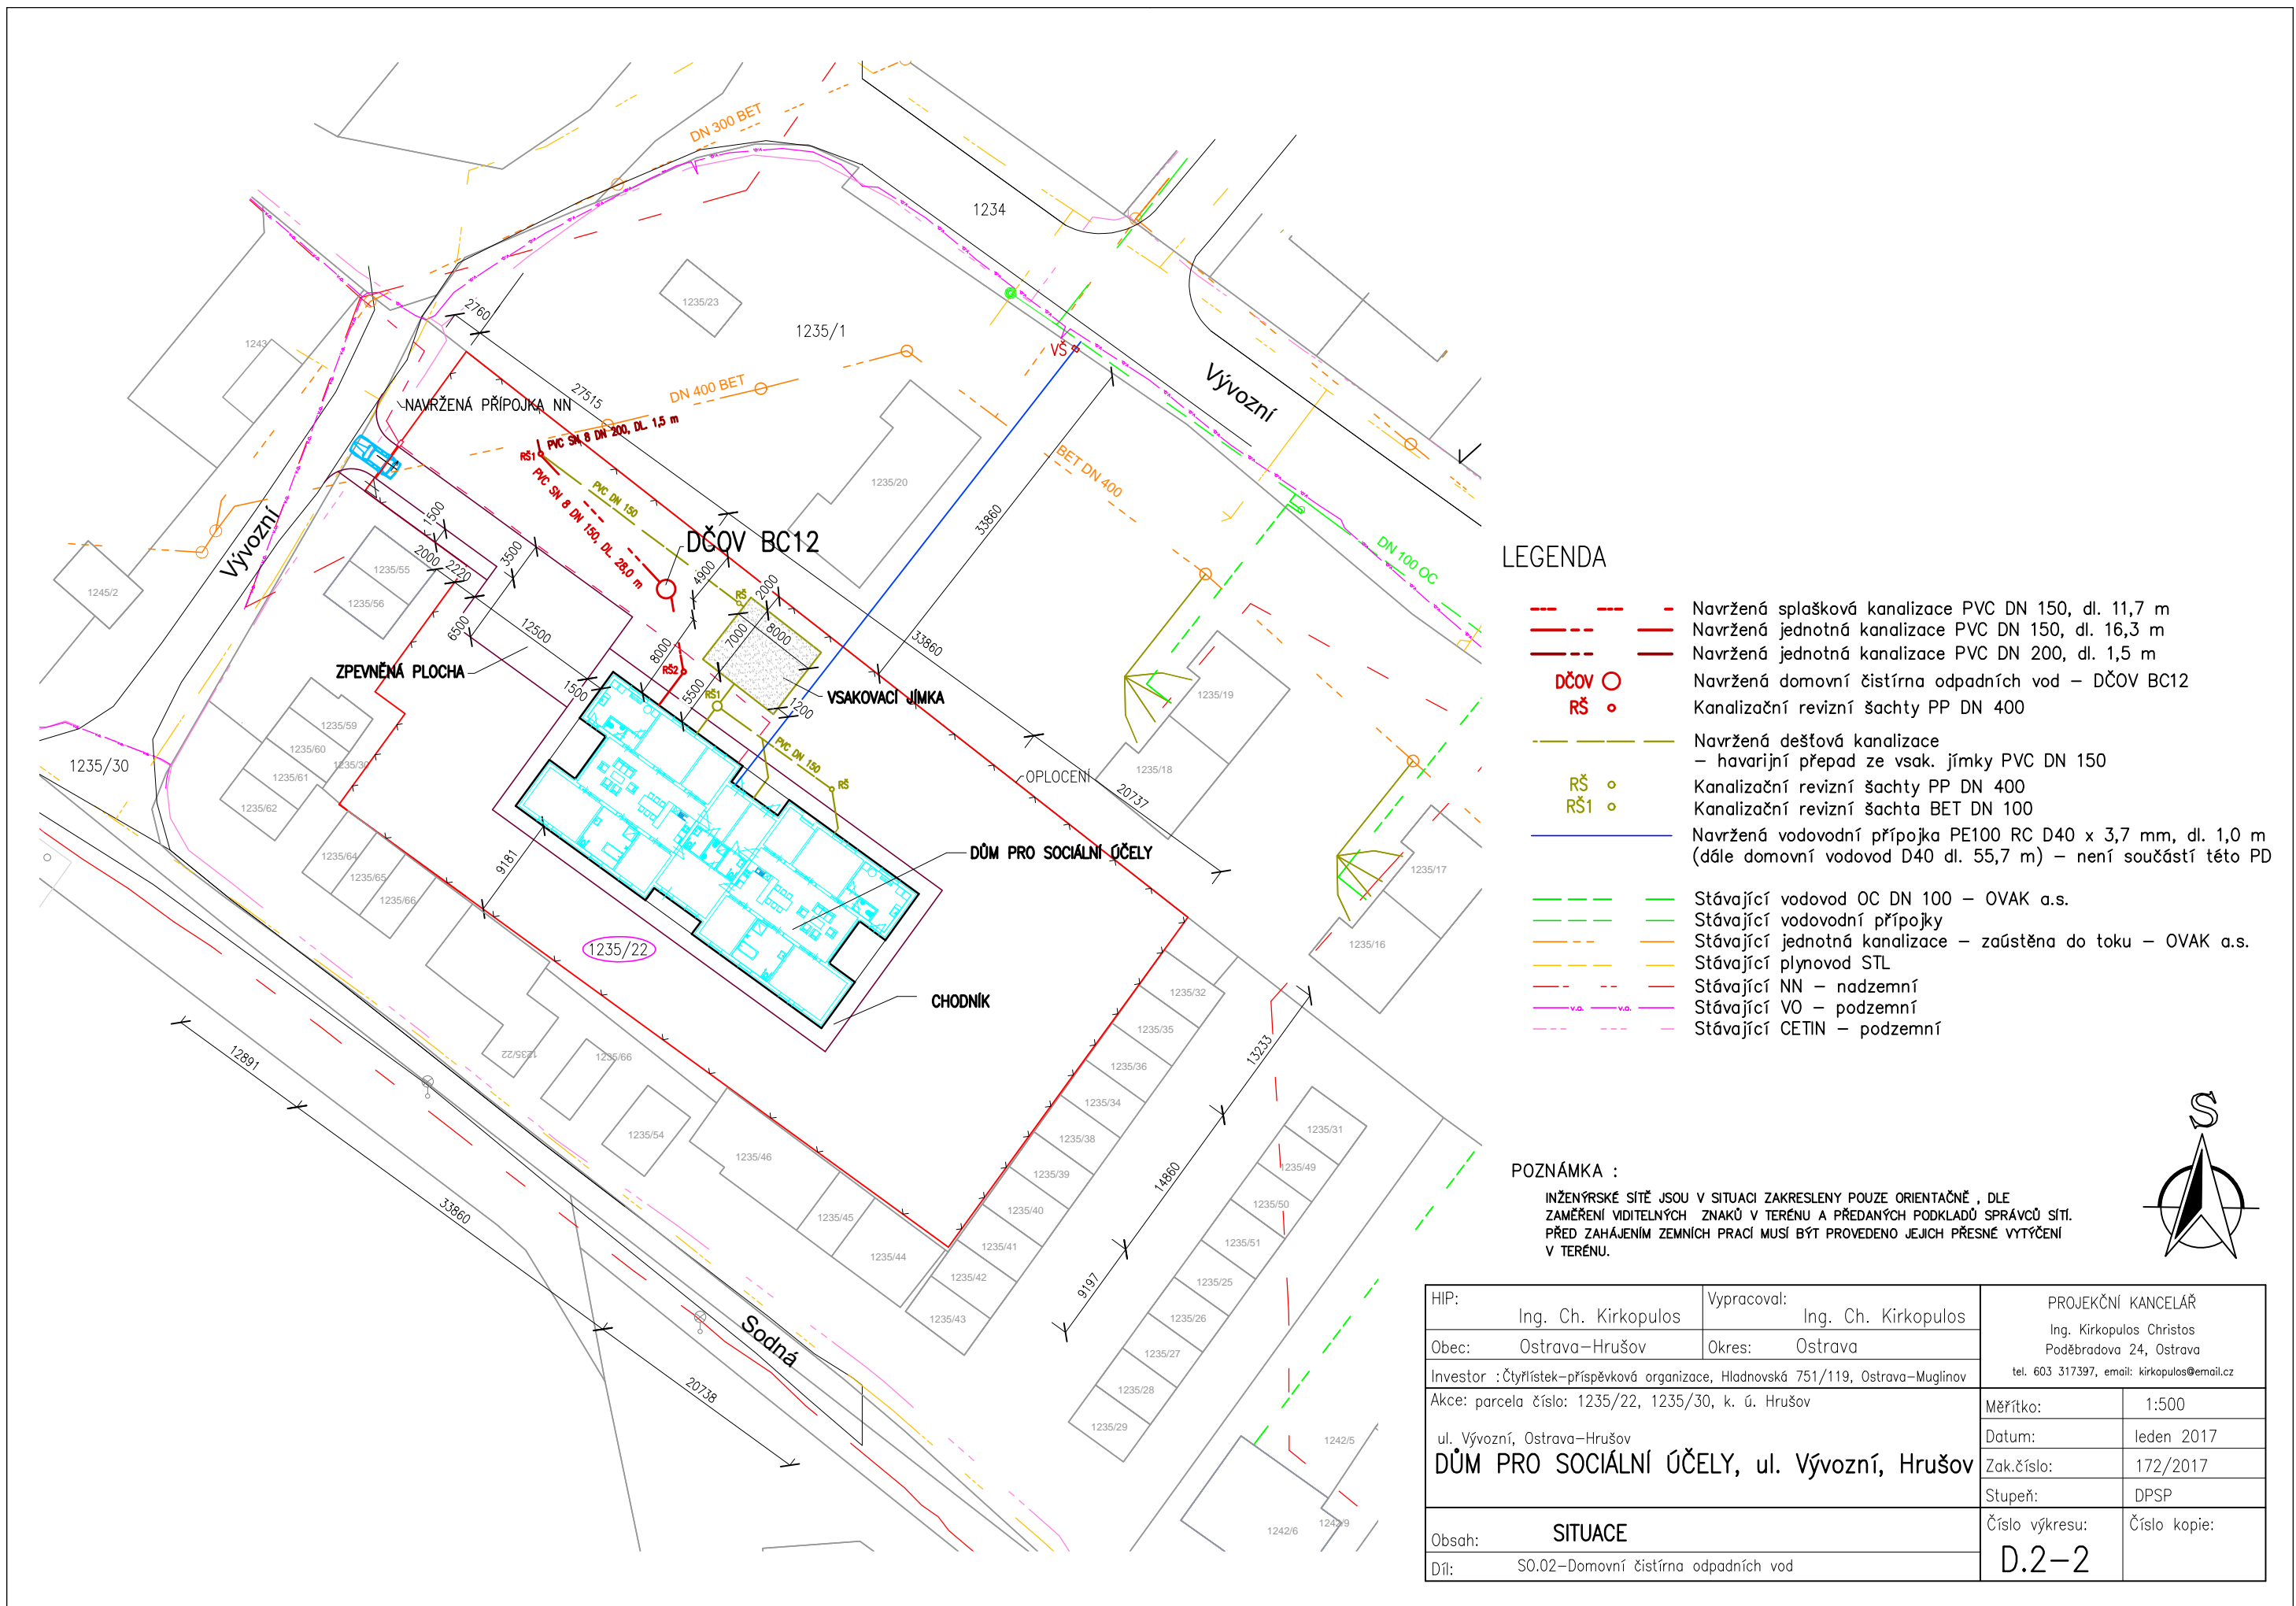 DN 300 BET
1234
1235/23
2760
1235/1
1243
VŠ
Vývozní
27515
DN 400 BET
NAVRŽENÁ PŘÍPOJKA NN
PVC SN 8 DN 200, DL. 1,5 m
RŠ1
PVC SN 8 DN 150, DL. 28,0 m
PVC DN 150
1235/20
BET DN 400
33860
DN 100 OC
Vývozní
1500
2000
2220
3500
DČOV BC12
4900
2000
RŠ
1235/55
1235/56
1245/2
6500
12500
8000
7000
8000
33860
ZPEVNĚNÁ PLOCHA
RŠ2
RŠ1
5500
1500
1200
VSAKOVACÍ JÍMKA
PVC DN 150
RŠ
1235/19
1235/18
1235/59
1235/60
1235/61
1235/62
1235/30
1235/30
OPLOCENÍ
20737
1235/64
1235/65
1235/66
9181
DŮM PRO SOCIÁLNÍ ÚČELY
1235/17
1235/16
1235/22
CHODNÍK
1235/32
1235/35
1235/36
1235/34
1235/38
1235/39
1235/40
1235/41
1235/42
1235/43
12891
1235/22
1235/66
1235/54
1235/46
1235/45
1235/44
13233
14860
9197
1235/31
1235/49
1235/50
1235/51
1235/25
1235/26
1235/27
1235/28
1235/29
33860
Sodná
20738
1242/5
1242/6
1242/9
LEGENDA
Navržená splašková kanalizace PVC DN 150, dl. 11,7 m
Navržená jednotná kanalizace PVC DN 150, dl. 16,3 m
Navržená jednotná kanalizace PVC DN 200, dl. 1,5 m
DČOV Navržená domovní čistírna odpadních vod – DČOV BC12
RŠ Kanalizační revizní šachty PP DN 400
Navržená dešťová kanalizace
– havarijní přepad ze vsak. jímky PVC DN 150
RŠ Kanalizační revizní šachty PP DN 400
RŠ1 Kanalizační revizní šachta BET DN 100
Navržená vodovodní přípojka PE100 RC D40 x 3,7 mm, dl. 1,0 m
(dále domovní vodovod D40 dl. 55,7 m) – není součástí této PD
Stávající vodovod OC DN 100 – OVAK a.s.
Stávající vodovodní přípojky
Stávající jednotná kanalizace – zaústěna do toku – OVAK a.s.
Stávající plynovod STL
Stávající NN – nadzemní
v.o. v.o. Stávající VO – podzemní
Stávající CETIN – podzemní
S
POZNÁMKA :
INŽENÝRSKÉ SÍTĚ JSOU V SITUACI ZAKRESLENY POUZE ORIENTAČNĚ , DLE
ZAMĚŘENÍ VIDITELNÝCH ZNAKŮ V TERÉNU A PŘEDANÝCH PODKLADŮ SPRÁVCŮ SÍTÍ.
PŘED ZAHÁJENÍM ZEMNÍCH PRACÍ MUSÍ BÝT PROVEDENO JEJICH PŘESNÉ VYTÝČENÍ
V TERÉNU.
HIP: Ing. Ch. Kirkopulos
Vypracoval: Ing. Ch. Kirkopulos
Obec: Ostrava–Hrušov
Okres: Ostrava
Investor :Čtyřlístek–příspěvková organizace, Hladnovská 751/119, Ostrava–Muglinov
Akce: parcela číslo: 1235/22, 1235/30, k. ú. Hrušov
ul. Vývozní, Ostrava–Hrušov
DŮM PRO SOCIÁLNÍ ÚČELY, ul. Vývozní, Hrušov
Obsah: SITUACE
Díl: SO.02–Domovní čistírna odpadních vod
PROJEKČNÍ KANCELÁŘ
Ing. Kirkopulos Christos
Poděbradova 24, Ostrava
tel. 603 317397, email: kirkopulos@email.cz
Měřítko: 1:500
Datum: leden 2017
Zak.číslo: 172/2017
Stupeň: DPSP
Číslo výkresu: D.2–2
Číslo kopie: